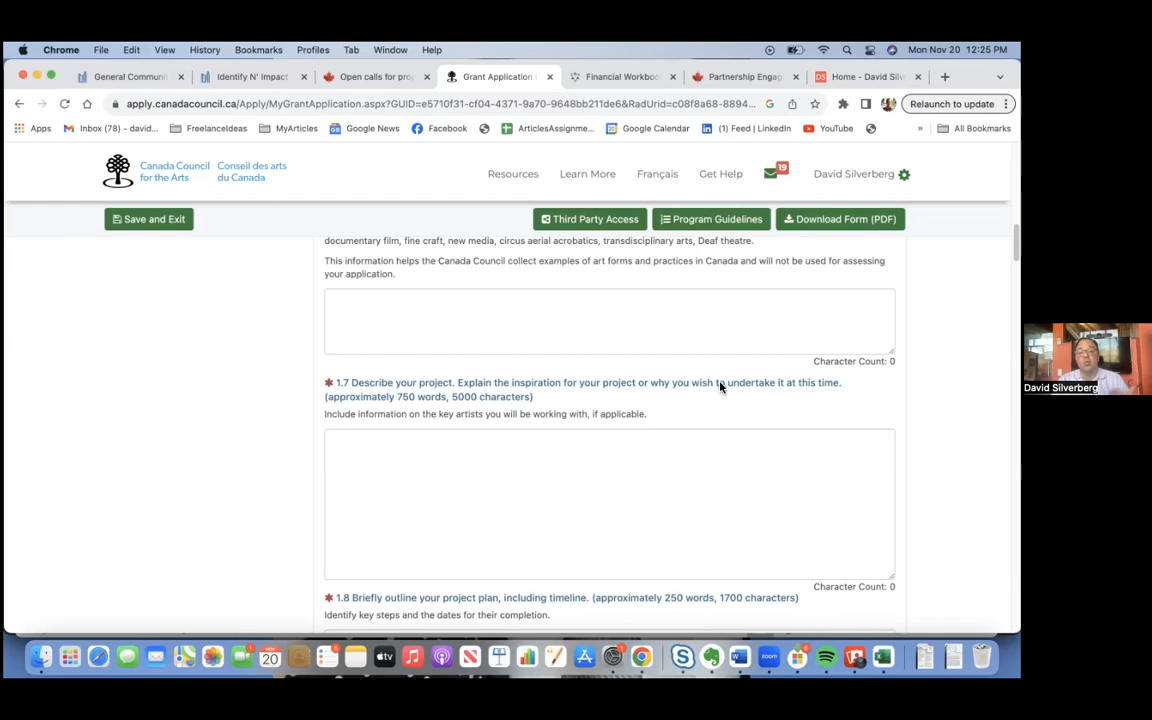 Chrome File Edit View History Bookmarks Profiles Tab Window Help Mon Nov 20 12:25 PM
General Commun Identify N' Impact Open calls for pro Grant Application Financial Workboo Partnership Engag Home - David Silv
apply.canadacouncil.ca/Apply/MyGrantApplication.aspx?GUID=e5710f31-cf04-4371-9a70-9648bb211de6&RadUrid=c08f8a68-8894... Relaunch to update
Apps Inbox (78) - david... FreelanceIdeas MyArticles Google News Facebook ArticlesAssignme... Google Calendar (1) Feed | LinkedIn YouTube » All Bookmarks
Canada Council for the Arts
Conseil des arts du Canada
Resources Learn More Français Get Help 19 David Silverberg
Save and Exit Third Party Access Program Guidelines Download Form (PDF)
documentary film, fine craft, new media, circus aerial acrobatics, transdisciplinary arts, Deaf theatre.
This information helps the Canada Council collect examples of art forms and practices in Canada and will not be used for assessing
your application.
Character Count: 0
1.7 Describe your project. Explain the inspiration for your project or why you wish to undertake it at this time.
(approximately 750 words, 5000 characters)
Include information on the key artists you will be working with, if applicable.
David Silverberg
Character Count: 0
1.8 Briefly outline your project plan, including timeline. (approximately 250 words, 1700 characters)
Identify key steps and the dates for their completion.
NOV
20
tv
zoom